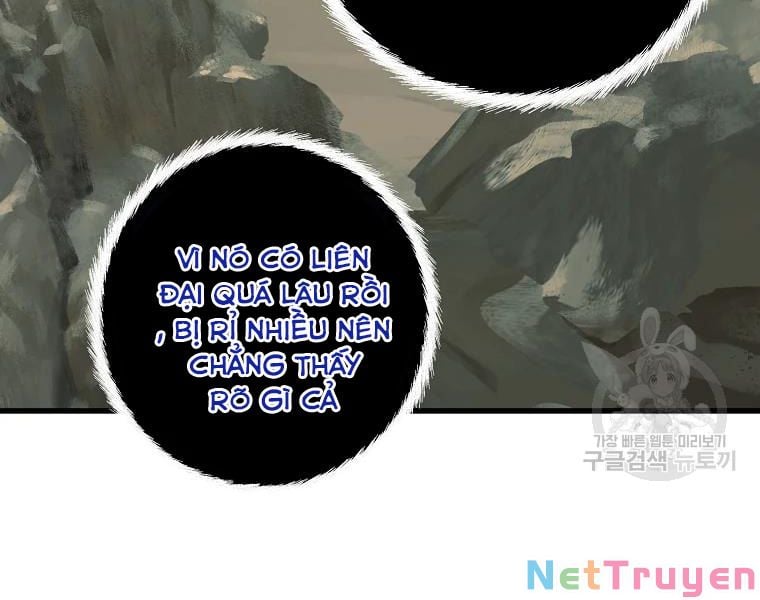 VÌ NÓ CÓ LIÊN
ĐẠI QUÁ LÂU RỒI
, BỊ RỈ NHIỀU NÊN
CHẲNG THẤY
RÕ GÌ CẢ
가장 빠른 웹툰 미리보기
구글검색 뉴토끼
NetTruyen